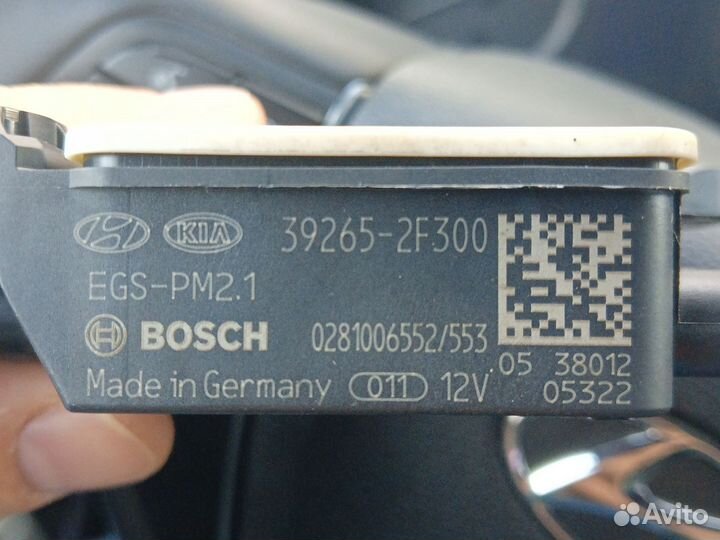 KIA 39265-2F300
EGS-PM2.1
BOSCH 0281006552/553
05 38012
Made in Germany 011 12V 05322
Avito